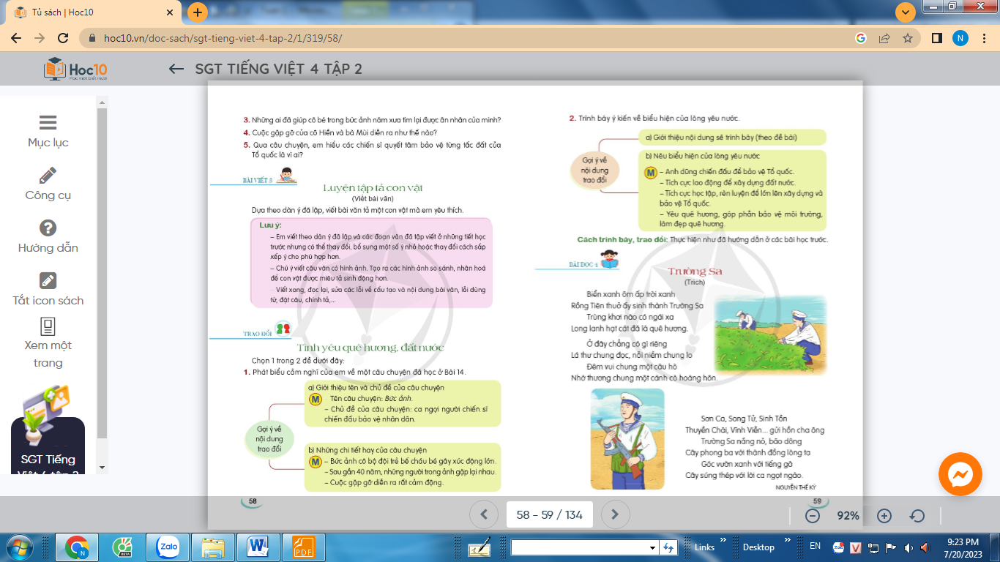 Tủ sách | Hoc10
hoc10.vn/doc-sach/sgt-tieng-viet-4-tap-2/1/319/58/
N
Hoc10
Học một biết mười
SGT TIẾNG VIỆT 4 TẬP 2
Mục lục
Công cụ
Hướng dẫn
Tắt icon sách
Xem một
trang
SGT Tiếng
3. Những ai đã giúp cô bé trong bức ảnh năm xưa tìm lại được ân nhân của mình?
4. Cuộc gặp gỡ của cô Hiền và bà Mùi diễn ra như thế nào?
5. Qua câu chuyện, em hiểu các chiến sĩ quyết tâm bảo vệ từng tấc đất của
Tổ quốc là vì ai?
BÀI VIẾT 3
Luyện tập tả con vật
(Viết bài văn)
Dựa theo dàn ý đã lập, viết bài văn tả một con vật mà em yêu thích.
Lưu ý:
– Em viết theo dàn ý đã lập và các đoạn văn đã tập viết ở những tiết học
trước nhưng có thể thay đổi, bổ sung một số ý nhỏ hoặc thay đổi cách sắp
xếp ý cho phù hợp hơn.
– Chú ý viết câu văn có hình ảnh. Tạo ra các hình ảnh so sánh, nhân hoá
để con vật được miêu tả sinh động hơn.
– Viết xong, đọc lại, sửa các lỗi về cấu tạo và nội dung bài văn, lỗi dùng
từ, đặt câu, chính tả,...
TRAO ĐỔI
Tình yêu quê hương, đất nước
Chọn 1 trong 2 đề dưới đây:
1. Phát biểu cảm nghĩ của em về một câu chuyện đã học ở Bài 14.
Gợi ý về
nội dung
trao đổi
a) Giới thiệu tên và chủ đề của câu chuyện
M Tên câu chuyện: Bức ảnh.
– Chủ đề của câu chuyện: ca ngợi người chiến sĩ
chiến đấu bảo vệ nhân dân.
b) Những chi tiết hay của câu chuyện
M – Bức ảnh cô bộ đội trẻ bế cháu bé gây xúc động lớn.
– Sau gần 40 năm, những người trong ảnh gặp lại nhau.
– Cuộc gặp gỡ diễn ra rất cảm động.
58
2. Trình bày ý kiến về biểu hiện của lòng yêu nước.
Gợi ý về
nội dung
trao đổi
a) Giới thiệu nội dung sẽ trình bày (theo đề bài)
b) Nêu biểu hiện của lòng yêu nước
M – Anh dũng chiến đấu để bảo vệ Tổ quốc.
– Tích cực lao động để xây dựng đất nước.
– Tích cực học tập, rèn luyện để lớn lên xây dựng và
bảo vệ Tổ quốc.
– Yêu quê hương, góp phần bảo vệ môi trường,
làm đẹp quê hương.
Cách trình bày, trao đổi: Thực hiện như đã hướng dẫn ở các bài học trước.
BÀI ĐỌC 4
Trường Sa
(Trích)
Biển xanh ôm ấp trời xanh
Rồng Tiên thuở ấy sinh thành Trường Sa
Trùng khơi nào có ngái xa
Long lanh hạt cát đã là quê hương.
Ở đây chẳng có gì riêng
Lá thư chung đọc, nỗi niềm chung lo
Đêm vui chung một câu hò
Nhớ thương chung một cánh cò hoàng hôn.
Sơn Ca, Song Tử, Sinh Tồn
Thuyền Chài, Vĩnh Viễn... gửi hồn cha ông
Trường Sa nắng nỏ, bão dông
Cây phong ba với thành đồng lòng ta
Góc vườn xanh với tiếng gà
Cây súng thép với lời ca ngọt ngào.
NGUYỄN THẾ KỶ
59
58 - 59 / 134
92%
BETA
Zalo
W
PDF
Links
Desktop
EN
9:23 PM
7/20/2023